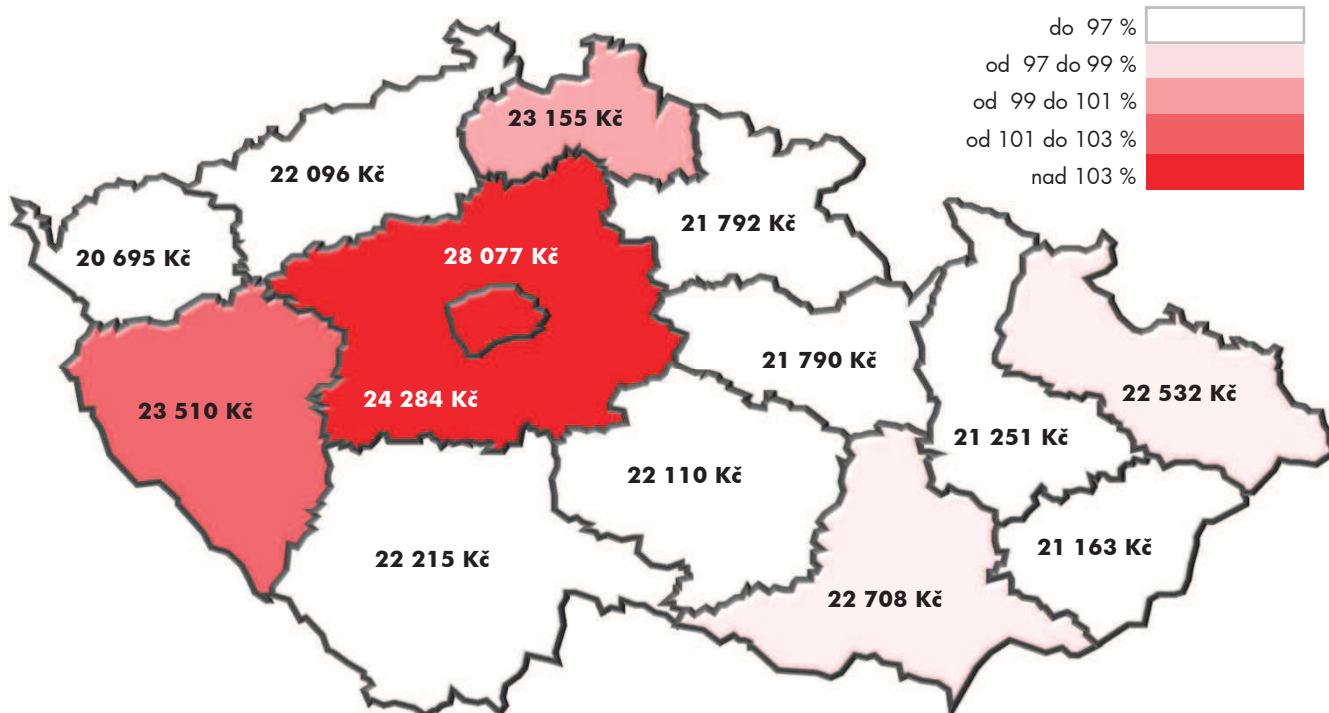 do 97 %
od 97 do 99 %
od 99 do 101 %
od 101 do 103 %
nad 103 %
23 155 Kč
22 096 Kč
21 792 Kč
20 695 Kč
28 077 Kč
21 790 Kč
22 532 Kč
24 284 Kč
23 510 Kč
21 251 Kč
22 110 Kč
21 163 Kč
22 215 Kč
22 708 Kč